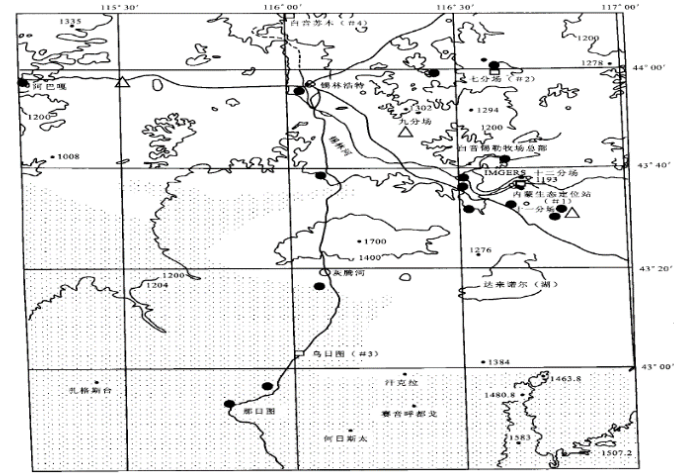 115°30′
116°00′
116°30′
117°00′
1335
白音苏木(#4)
1200
1278
44°00′
阿巴嘎
锡林浩特
七分场(#2)
1200
1302
九分场
1294
1200
锡林河
白音锡勒牧场总部
1008
43°40′
IMGERS
十二分场
1193
内蒙生态定位站
(#1)
十一分场
1700
1400
1276
1200
1204
灰腾河
43°20′
达来诺尔(湖)
乌日图(#3)
1384
43°00′
扎格斯台
汗克拉
1463.8
1480.8
那日图
赛音呼都戈
何日斯太
1583
1507.2